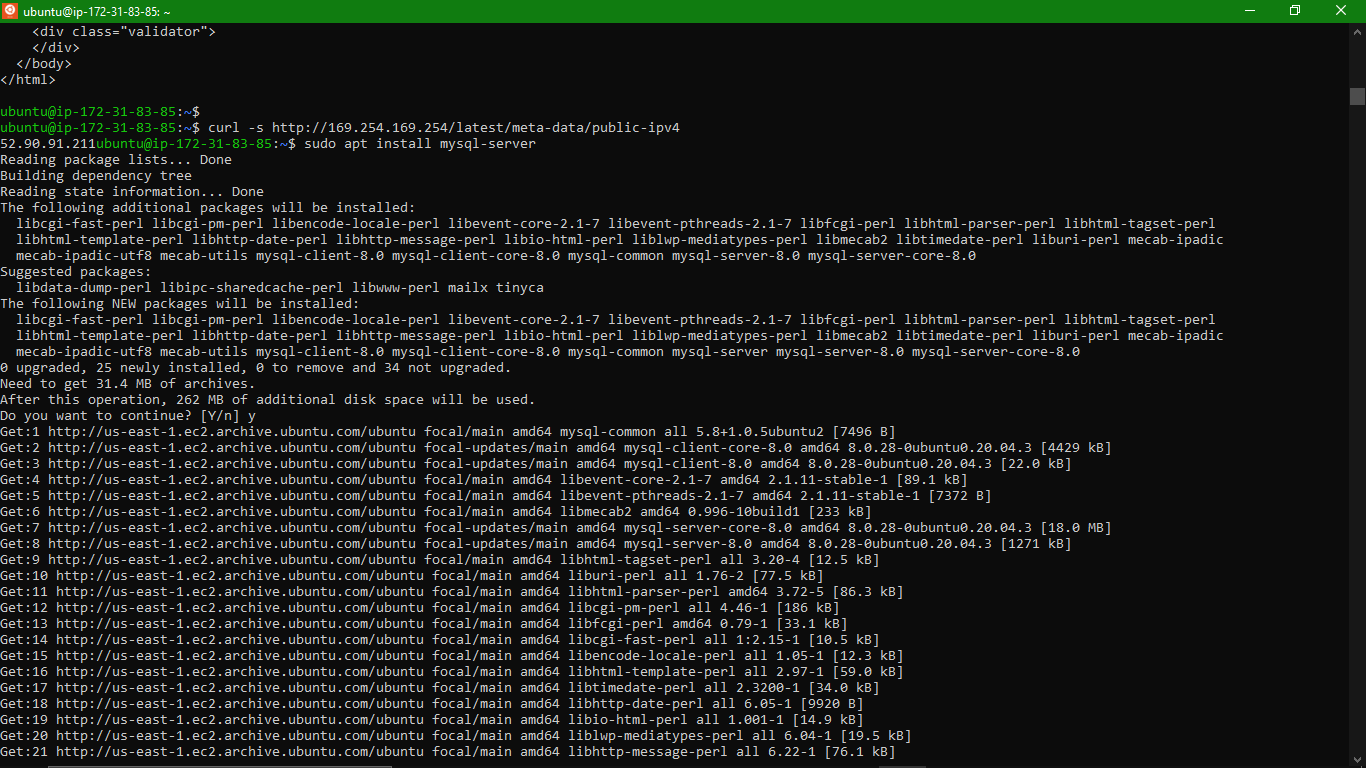 ubuntu@ip-172-31-83-85: ~
<div class="validator">
</div>
</body>
</html>
ubuntu@ip-172-31-83-85:~$
ubuntu@ip-172-31-83-85:~$ curl -s http://169.254.169.254/latest/meta-data/public-ipv4
52.90.91.211ubuntu@ip-172-31-83-85:~$ sudo apt install mysql-server
Reading package lists... Done
Building dependency tree
Reading state information... Done
The following additional packages will be installed:
libcgi-fast-perl libcgi-pm-perl libencode-locale-perl libevent-core-2.1-7 libevent-pthreads-2.1-7 libfcgi-perl libhtml-parser-perl libhtml-tagset-perl
libhtml-template-perl libhttp-date-perl libhttp-message-perl libio-html-perl liblwp-mediatypes-perl libmecab2 libtimedate-perl liburi-perl mecab-ipadic
mecab-ipadic-utf8 mecab-utils mysql-client-8.0 mysql-client-core-8.0 mysql-common mysql-server-8.0 mysql-server-core-8.0
Suggested packages:
libdata-dump-perl libipc-sharedcache-perl libwww-perl mailx tinyca
The following NEW packages will be installed:
libcgi-fast-perl libcgi-pm-perl libencode-locale-perl libevent-core-2.1-7 libevent-pthreads-2.1-7 libfcgi-perl libhtml-parser-perl libhtml-tagset-perl
libhtml-template-perl libhttp-date-perl libhttp-message-perl libio-html-perl liblwp-mediatypes-perl libmecab2 libtimedate-perl liburi-perl mecab-ipadic
mecab-ipadic-utf8 mecab-utils mysql-client-8.0 mysql-client-core-8.0 mysql-common mysql-server mysql-server-8.0 mysql-server-core-8.0
0 upgraded, 25 newly installed, 0 to remove and 34 not upgraded.
Need to get 31.4 MB of archives.
After this operation, 262 MB of additional disk space will be used.
Do you want to continue? [Y/n] y
Get:1 http://us-east-1.ec2.archive.ubuntu.com/ubuntu focal/main amd64 mysql-common all 5.8+1.0.5ubuntu2 [7496 B]
Get:2 http://us-east-1.ec2.archive.ubuntu.com/ubuntu focal-updates/main amd64 mysql-client-core-8.0 amd64 8.0.28-0ubuntu0.20.04.3 [4429 kB]
Get:3 http://us-east-1.ec2.archive.ubuntu.com/ubuntu focal-updates/main amd64 mysql-client-8.0 amd64 8.0.28-0ubuntu0.20.04.3 [22.0 kB]
Get:4 http://us-east-1.ec2.archive.ubuntu.com/ubuntu focal/main amd64 libevent-core-2.1-7 amd64 2.1.11-stable-1 [89.1 kB]
Get:5 http://us-east-1.ec2.archive.ubuntu.com/ubuntu focal/main amd64 libevent-pthreads-2.1-7 amd64 2.1.11-stable-1 [7372 B]
Get:6 http://us-east-1.ec2.archive.ubuntu.com/ubuntu focal/main amd64 libmecab2 amd64 0.996-10build1 [233 kB]
Get:7 http://us-east-1.ec2.archive.ubuntu.com/ubuntu focal-updates/main amd64 mysql-server-core-8.0 amd64 8.0.28-0ubuntu0.20.04.3 [18.0 MB]
Get:8 http://us-east-1.ec2.archive.ubuntu.com/ubuntu focal-updates/main amd64 mysql-server-8.0 amd64 8.0.28-0ubuntu0.20.04.3 [1271 kB]
Get:9 http://us-east-1.ec2.archive.ubuntu.com/ubuntu focal/main amd64 libhtml-tagset-perl all 3.20-4 [12.5 kB]
Get:10 http://us-east-1.ec2.archive.ubuntu.com/ubuntu focal/main amd64 liburi-perl all 1.76-2 [77.5 kB]
Get:11 http://us-east-1.ec2.archive.ubuntu.com/ubuntu focal/main amd64 libhtml-parser-perl amd64 3.72-5 [86.3 kB]
Get:12 http://us-east-1.ec2.archive.ubuntu.com/ubuntu focal/main amd64 libcgi-pm-perl all 4.46-1 [186 kB]
Get:13 http://us-east-1.ec2.archive.ubuntu.com/ubuntu focal/main amd64 libfcgi-perl amd64 0.79-1 [33.1 kB]
Get:14 http://us-east-1.ec2.archive.ubuntu.com/ubuntu focal/main amd64 libcgi-fast-perl all 1:2.15-1 [10.5 kB]
Get:15 http://us-east-1.ec2.archive.ubuntu.com/ubuntu focal/main amd64 libencode-locale-perl all 1.05-1 [12.3 kB]
Get:16 http://us-east-1.ec2.archive.ubuntu.com/ubuntu focal/main amd64 libhtml-template-perl all 2.97-1 [59.0 kB]
Get:17 http://us-east-1.ec2.archive.ubuntu.com/ubuntu focal/main amd64 libtimedate-perl all 2.3200-1 [34.0 kB]
Get:18 http://us-east-1.ec2.archive.ubuntu.com/ubuntu focal/main amd64 libhttp-date-perl all 6.05-1 [9920 B]
Get:19 http://us-east-1.ec2.archive.ubuntu.com/ubuntu focal/main amd64 libio-html-perl all 1.001-1 [14.9 kB]
Get:20 http://us-east-1.ec2.archive.ubuntu.com/ubuntu focal/main amd64 liblwp-mediatypes-perl all 6.04-1 [19.5 kB]
Get:21 http://us-east-1.ec2.archive.ubuntu.com/ubuntu focal/main amd64 libhttp-message-perl all 6.22-1 [76.1 kB]